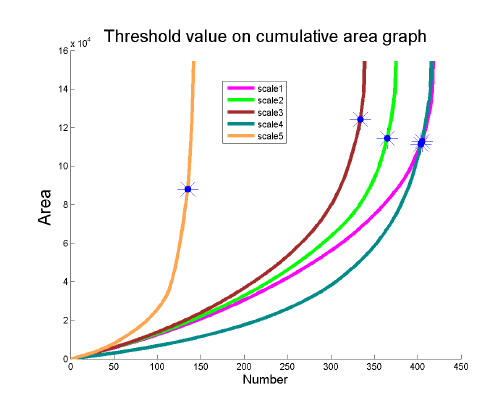 Threshold value on cumulative area graph
x 10^4
16
14
12
10
8
6
4
2
0
Area
scale1
scale2
scale3
scale4
scale5
0 50 100 150 200 250 300 350 400 450
Number